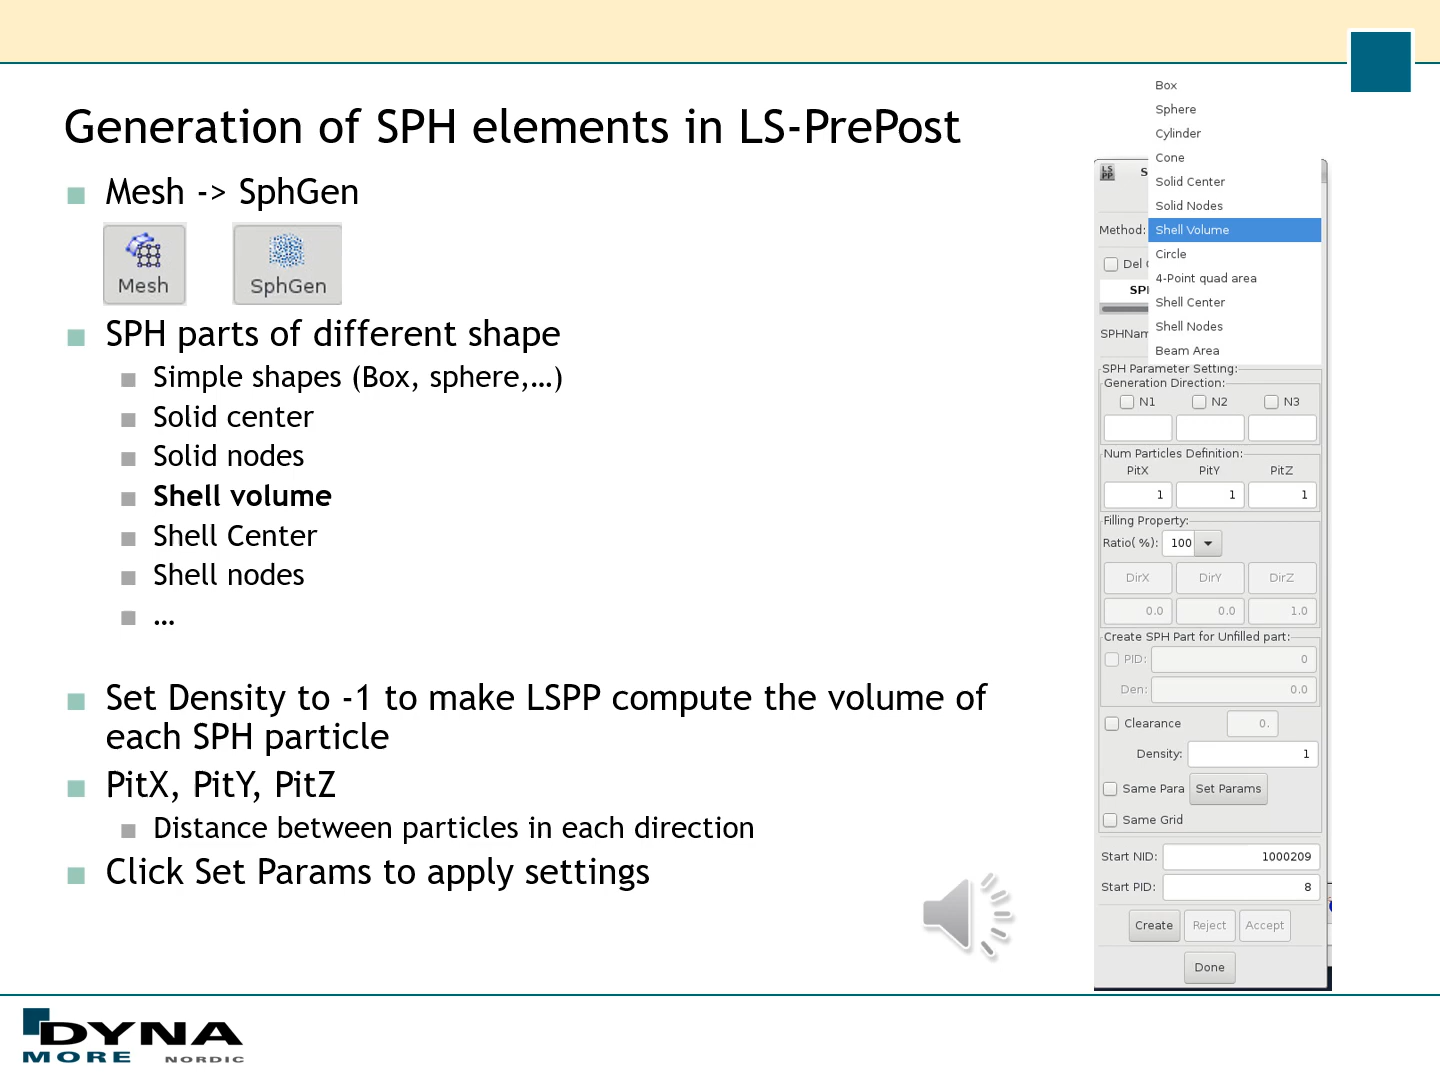 Generation of SPH elements in LS-PrePost
Mesh -> SphGen
Mesh
SphGen
SPH parts of different shape
Simple shapes (Box, sphere,…)
Solid center
Solid nodes
Shell volume
Shell Center
Shell nodes
…
Set Density to -1 to make LSPP compute the volume of
each SPH particle
PitX, PitY, PitZ
Distance between particles in each direction
Click Set Params to apply settings
Box
Sphere
Cylinder
Cone
LS
PP
S
Solid Center
Solid Nodes
Method:
Shell Volume
Circle
Del
4-Point quad area
SPH
Shell Center
Shell Nodes
SPHNam
Beam Area
SPH Parameter Setting:
Generation Direction:
N1 N2 N3
Num Particles Definition:
PitX PitY PitZ
1 1 1
Filling Property:
Ratio( %): 100
DirX DirY DirZ
0.0 0.0 1.0
Create SPH Part for Unfilled part:
PID: 0
Den: 0.0
Clearance 0.
Density: 1
Same Para Set Params
Same Grid
Start NID: 1000209
Start PID: 8
Create Reject Accept
Done
DYNA
MORE NORDIC